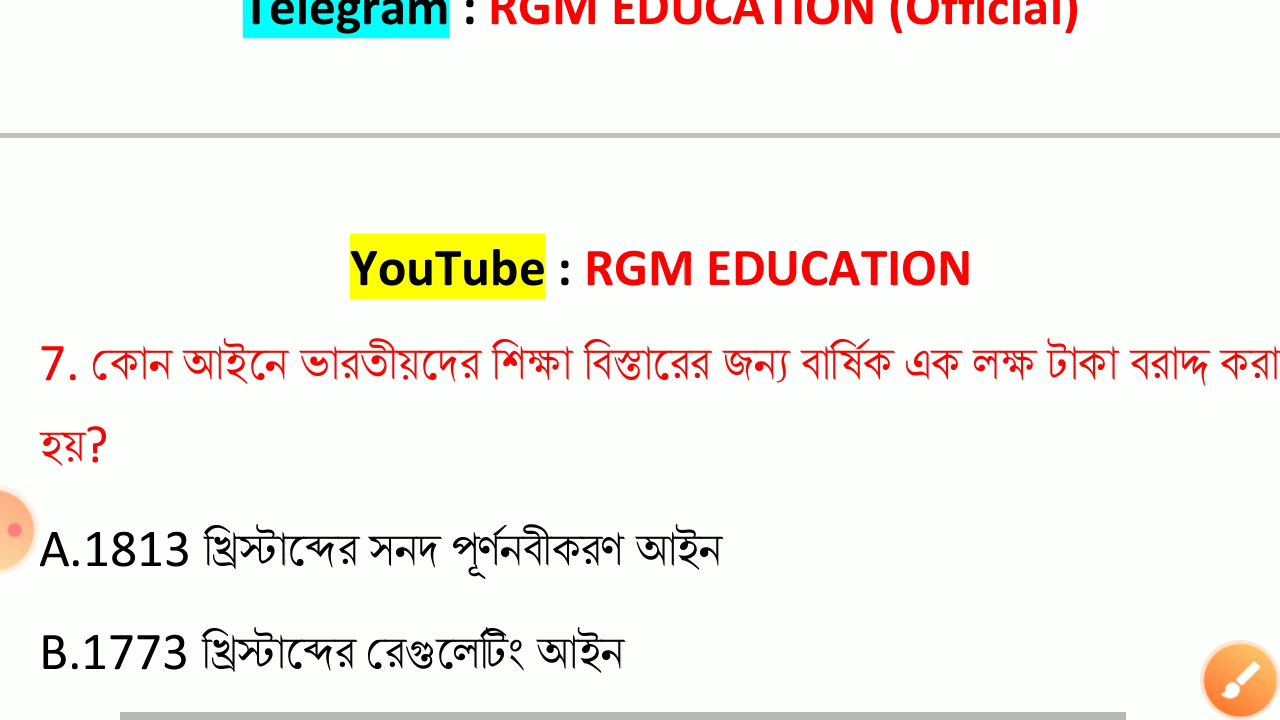 Telegram : RGM EDUCATION (Official)
YouTube : RGM EDUCATION
7. কোন আইনে ভারতীয়দের শিক্ষা বিস্তারের জন্য বার্ষিক এক লক্ষ টাকা বরাদ্দ করা
হয়?
A.1813 খ্রিস্টাব্দের সনদ পূর্ণনবীকরণ আইন
B.1773 খ্রিস্টাব্দের রেগুলেটিং আইন